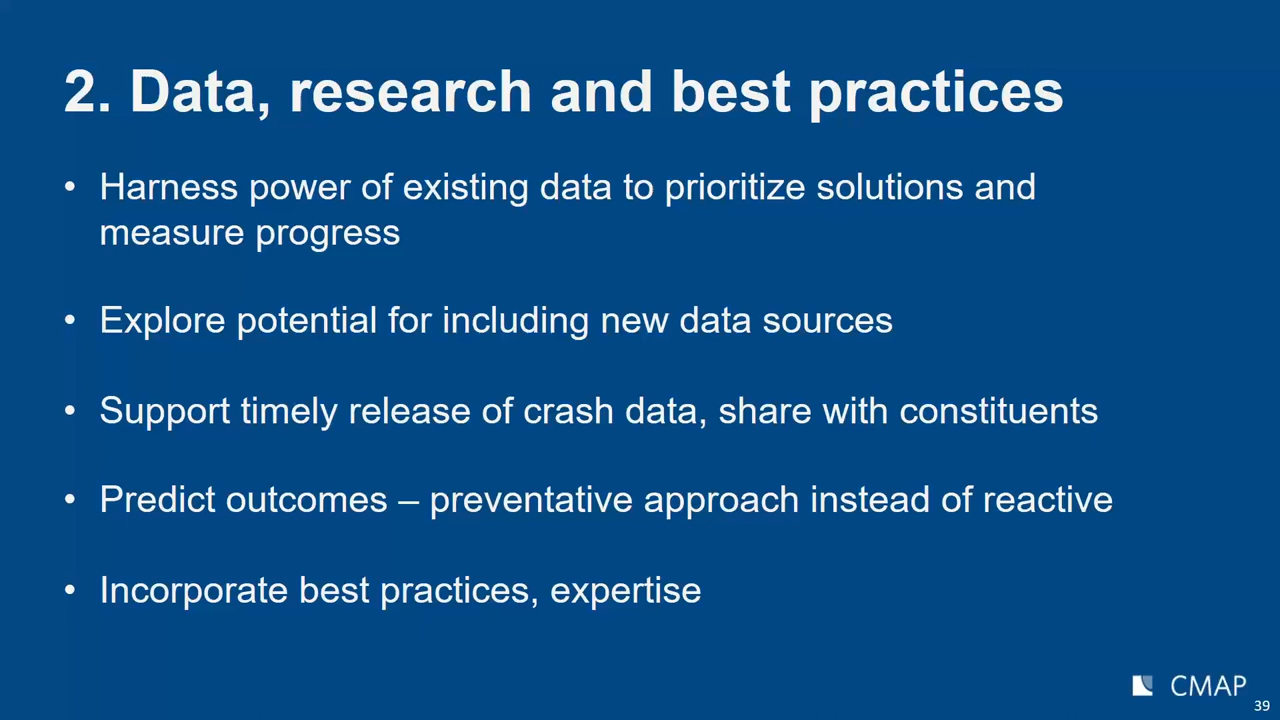 2. Data, research and best practices
• Harness power of existing data to prioritize solutions and
measure progress
• Explore potential for including new data sources
• Support timely release of crash data, share with constituents
• Predict outcomes – preventative approach instead of reactive
• Incorporate best practices, expertise
CMAP
39